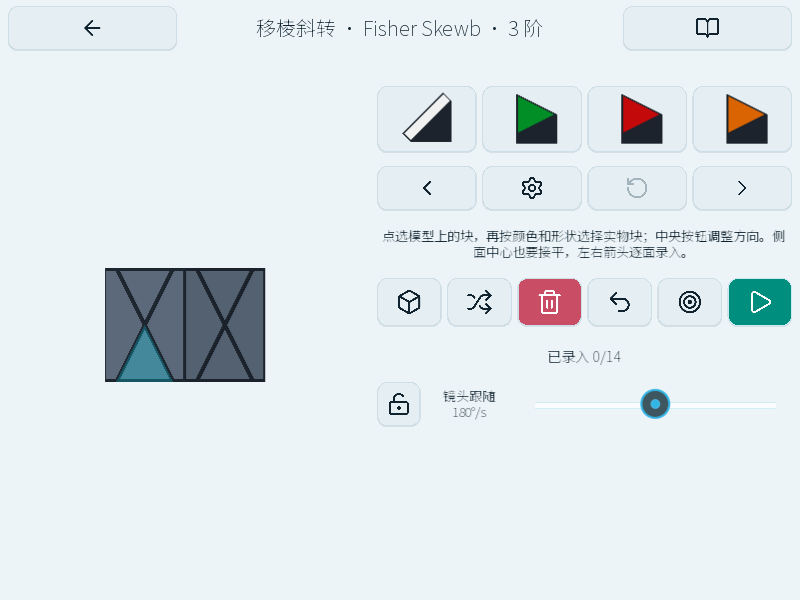 移棱斜转 · Fisher Skewb · 3 阶
点选模型上的块，再按颜色和形状选择实物块；中央按钮调整方向。侧
面中心也要接平，左右箭头逐面录入。
已录入 0/14
镜头跟随
180°/s